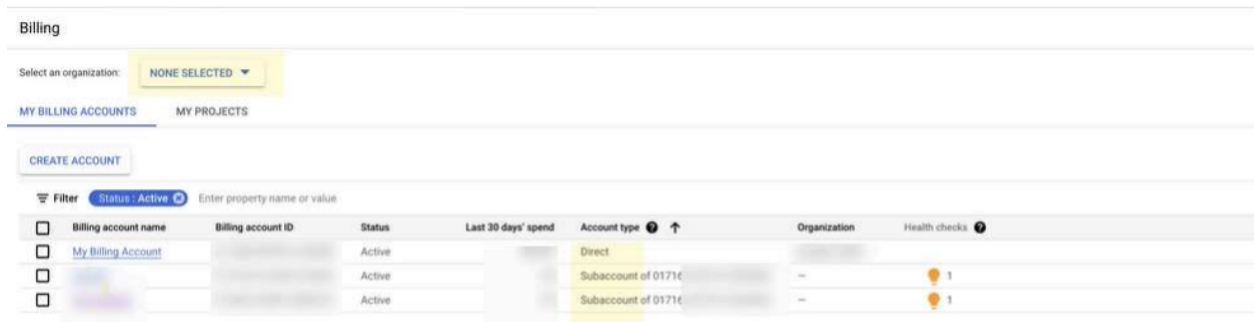 Billing
Select an organization: NONE SELECTED
MY BILLING ACCOUNTS MY PROJECTS
CREATE ACCOUNT
Filter Status : Active Enter property name or value
Billing account name Billing account ID Status Last 30 days' spend Account type Organization Health checks
My Billing Account Active Direct
Active Subaccount of 01716 – 1
Active Subaccount of 01716 – 1